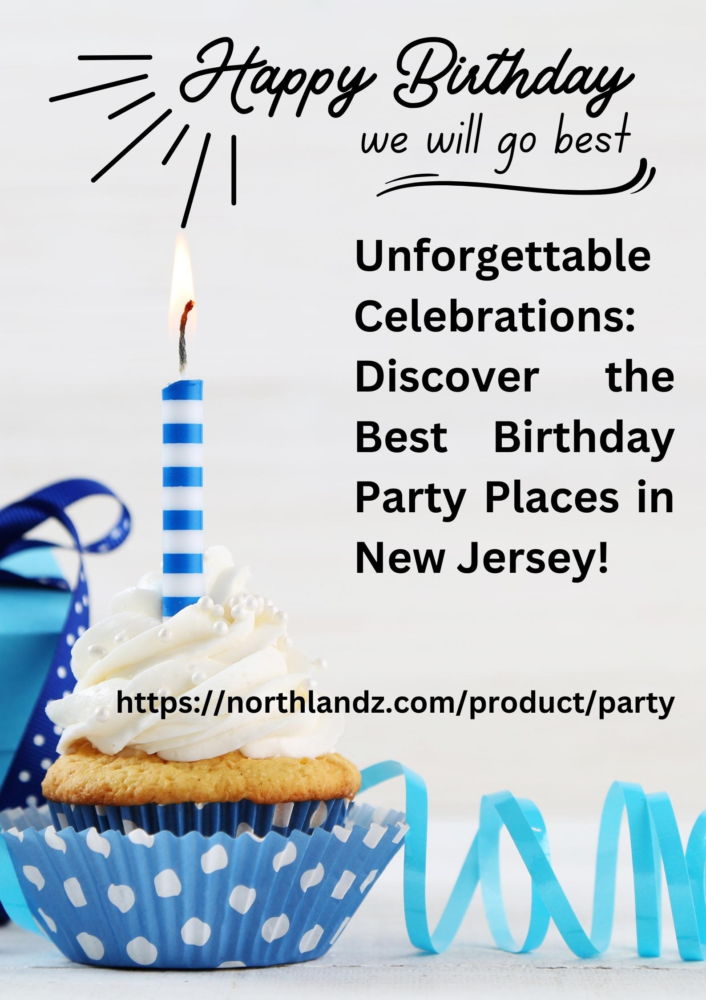 Happy Birthday
we will go best
Unforgettable
Celebrations:
Discover the
Best Birthday
Party Places in
New Jersey!
https://northlandz.com/product/party